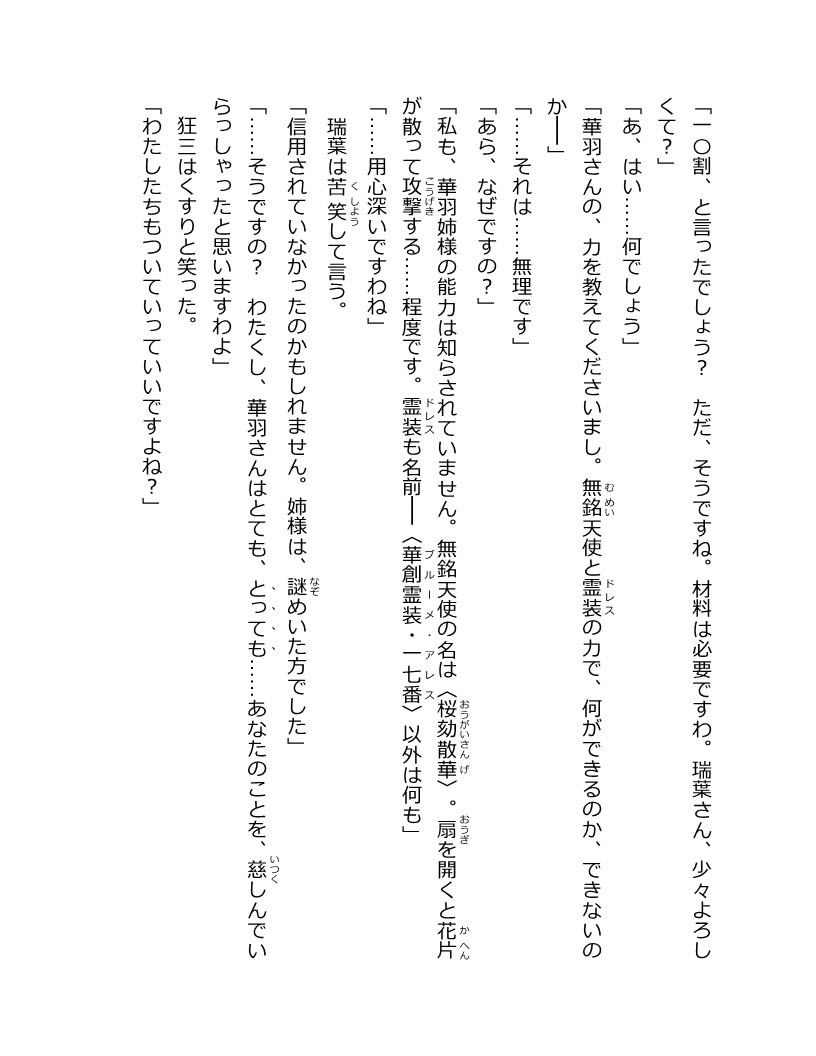 「一〇割、と言ったでしょう？　ただ、そうですね。材料は必要ですわ。瑞葉さん、少々よろし
くて？」
「あ、はい……何でしょう」
「華羽さんの、力を教えてくださいまし。無銘天使と霊装の力で、何ができるのか、できないの
か――」
「……それは……無理です」
「あら、なぜですの？」
「私も、華羽姉様の能力は知らされていません。無銘天使の名は〈桜劾散華〉。扇を開くと花片
が散って攻撃する……程度です。霊装も名前――〈華創霊装・一七番〉以外は何も」
「……用心深いですわね」
　瑞葉は苦笑して言う。
「信用されていなかったのかもしれません。姉様は、謎めいた方でした」
「……そうですの？　わたくし、華羽さんはとても、とっても……あなたのことを、慈しんでい
らっしゃったと思いますわよ」
　狂三はくすりと笑った。
「わたしたちもついていっていいですよね？」